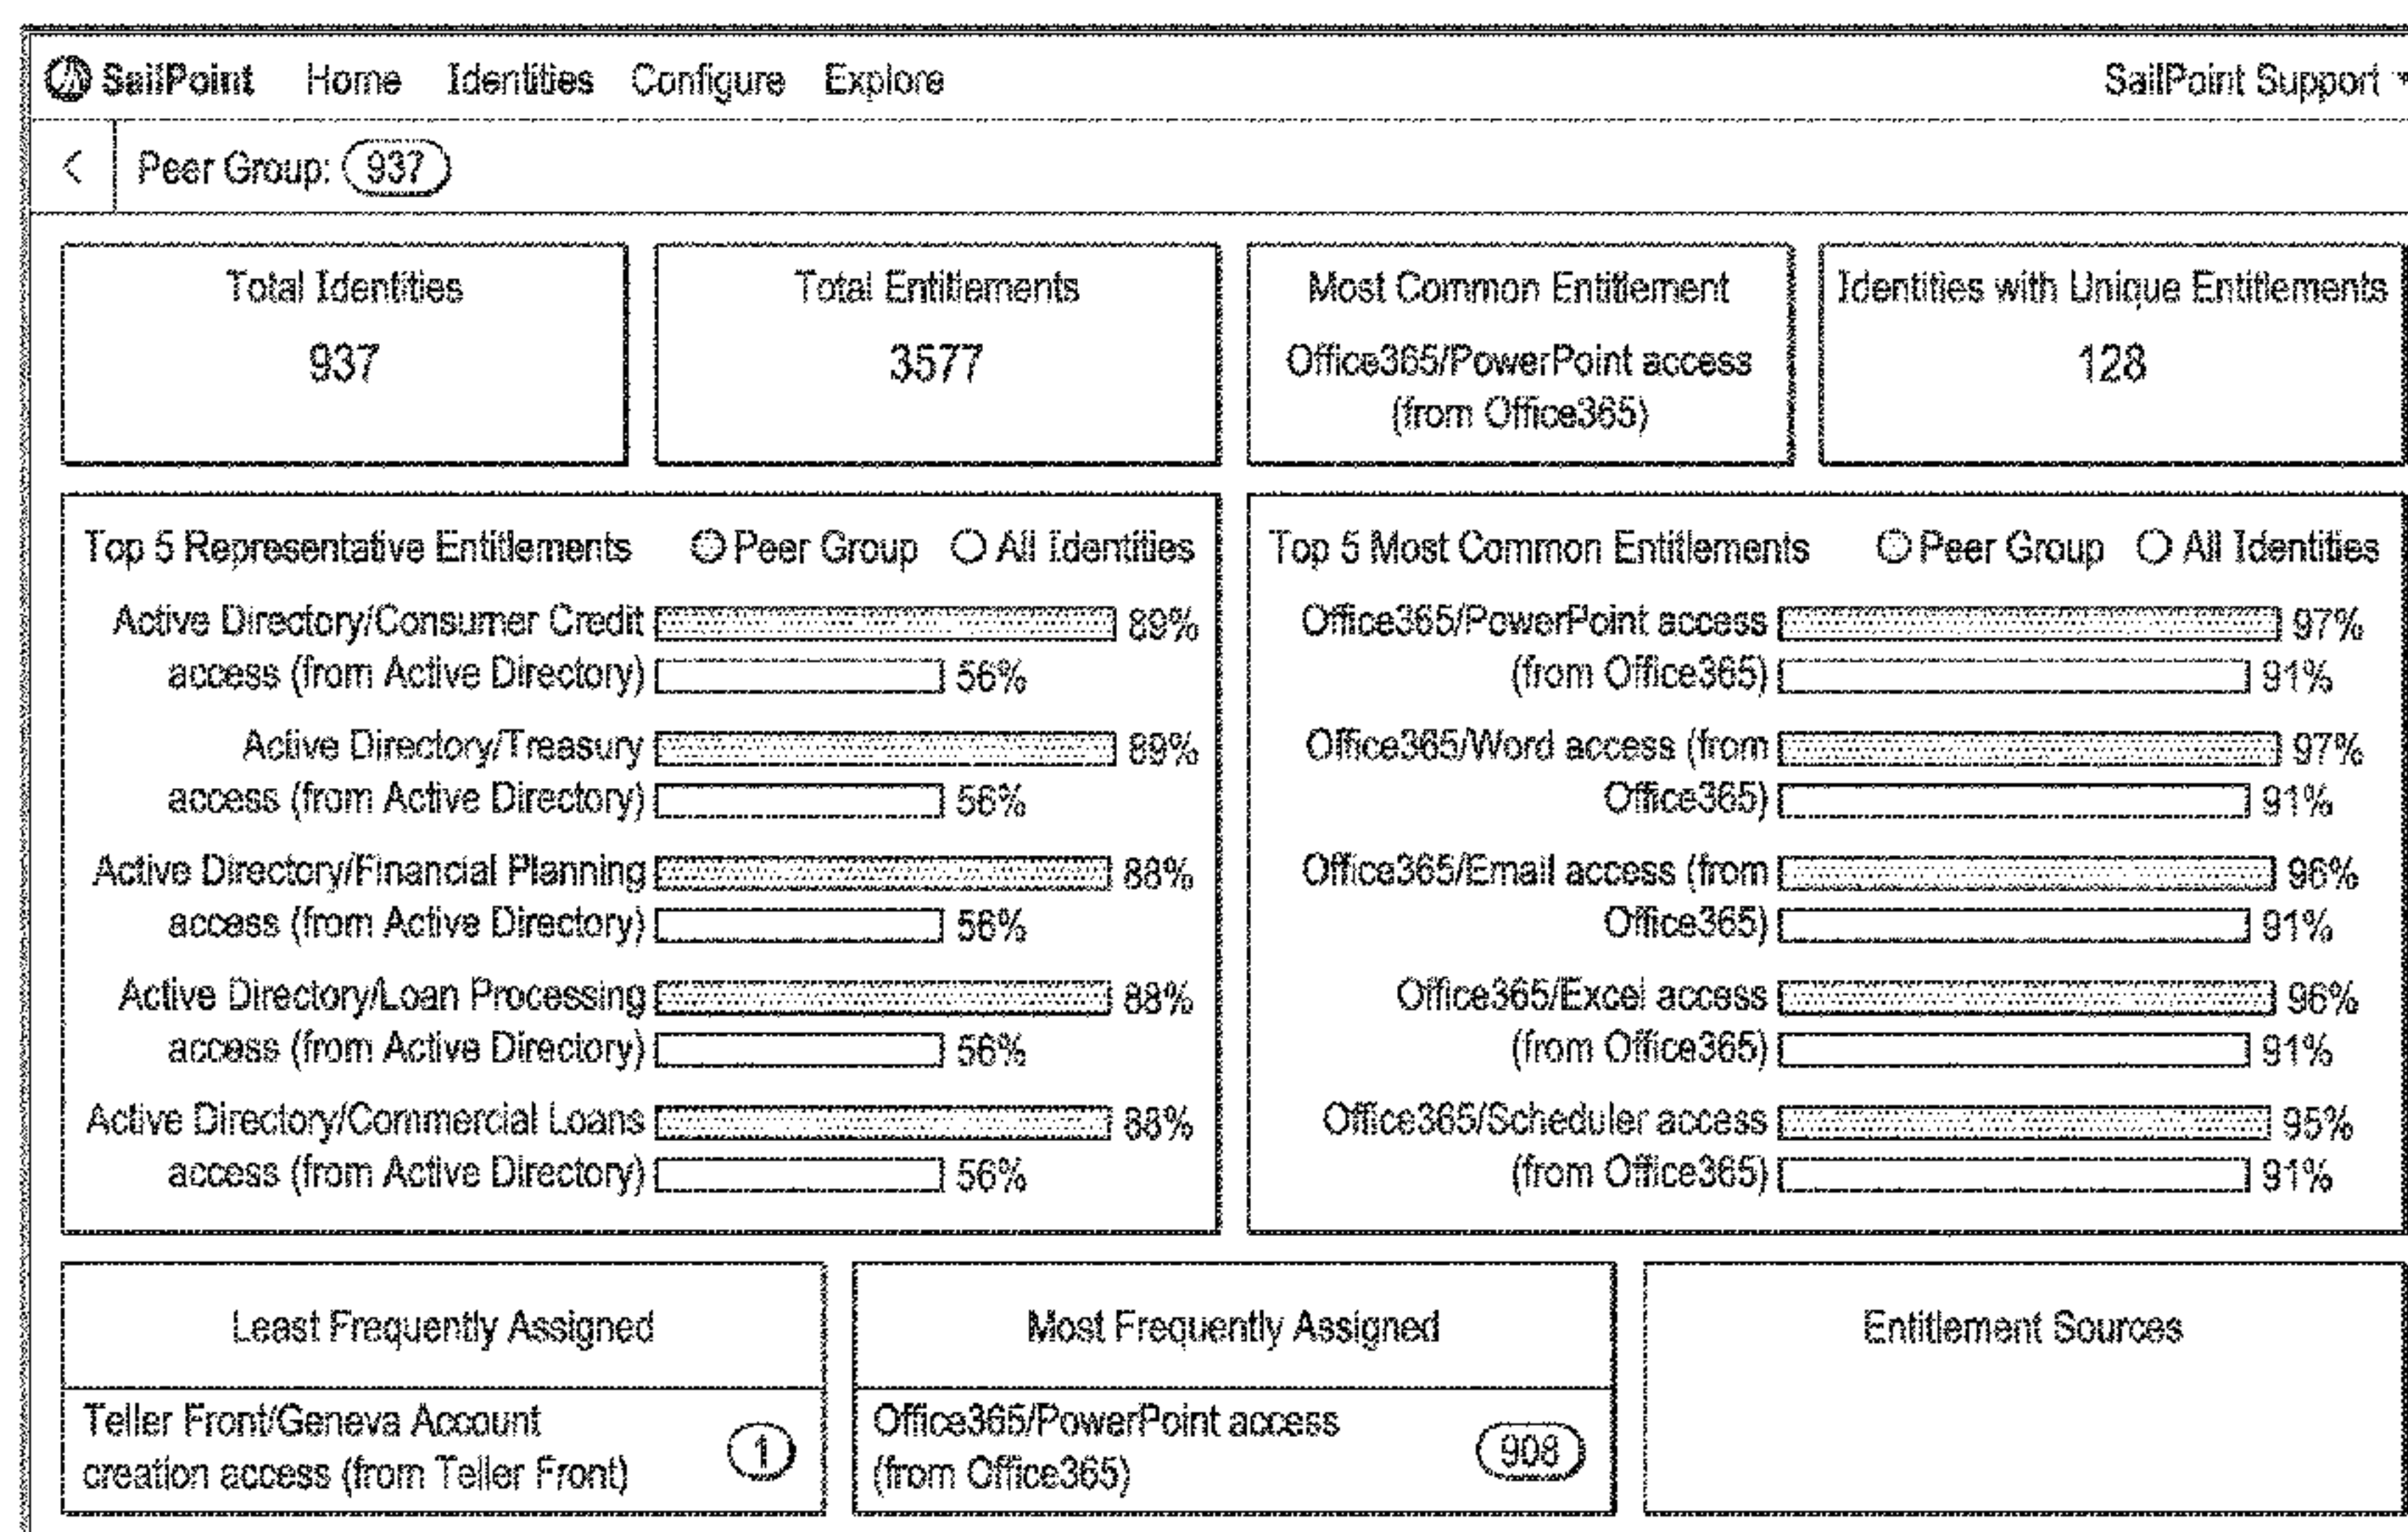 SailPoint Home Identities Configure Explore SailPoint Support
< Peer Group: 937
Total Identities
937
Total Entitlements
3577
Most Common Entitlement
Office365/PowerPoint access
(from Office365)
Identities with Unique Entitlements
128
Top 5 Representative Entitlements Peer Group All Identities
Active Directory/Consumer Credit 89%
access (from Active Directory) 56%
Active Directory/Treasury 89%
access (from Active Directory) 56%
Active Directory/Financial Planning 88%
access (from Active Directory) 56%
Active Directory/Loan Processing 88%
access (from Active Directory) 56%
Active Directory/Commercial Loans 88%
access (from Active Directory) 56%
Top 5 Most Common Entitlements Peer Group All Identities
Office365/PowerPoint access 97%
(from Office365) 91%
Office365/Word access (from 97%
Office365) 91%
Office365/Email access (from 96%
Office365) 91%
Office365/Excel access 96%
(from Office365) 91%
Office365/Scheduler access 95%
(from Office365) 91%
Least Frequently Assigned
Teller Front/Geneva Account
creation access (from Teller Front) 1
Most Frequently Assigned
Office365/PowerPoint access
(from Office365) 908
Entitlement Sources